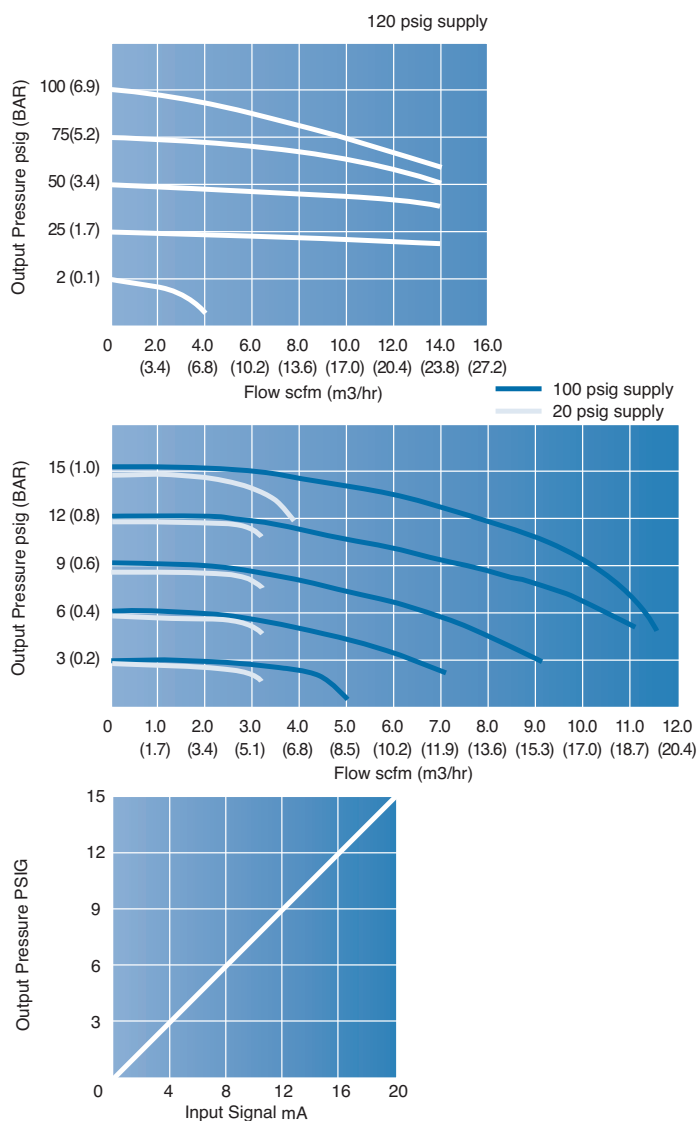 120 psig supply
Output Pressure psig (BAR)
100 (6.9)
75(5.2)
50 (3.4)
25 (1.7)
2 (0.1)
0 2.0 4.0 6.0 8.0 10.0 12.0 14.0 16.0
(3.4) (6.8) (10.2) (13.6) (17.0) (20.4) (23.8) (27.2)
Flow scfm (m3/hr)
100 psig supply
20 psig supply
Output Pressure psig (BAR)
15 (1.0)
12 (0.8)
9 (0.6)
6 (0.4)
3 (0.2)
0 1.0 2.0 3.0 4.0 5.0 6.0 7.0 8.0 9.0 10.0 11.0 12.0
(1.7) (3.4) (5.1) (6.8) (8.5) (10.2) (11.9) (13.6) (15.3) (17.0) (18.7) (20.4)
Flow scfm (m3/hr)
Output Pressure PSIG
15
12
9
6
3
0 4 8 12 16 20
Input Signal mA